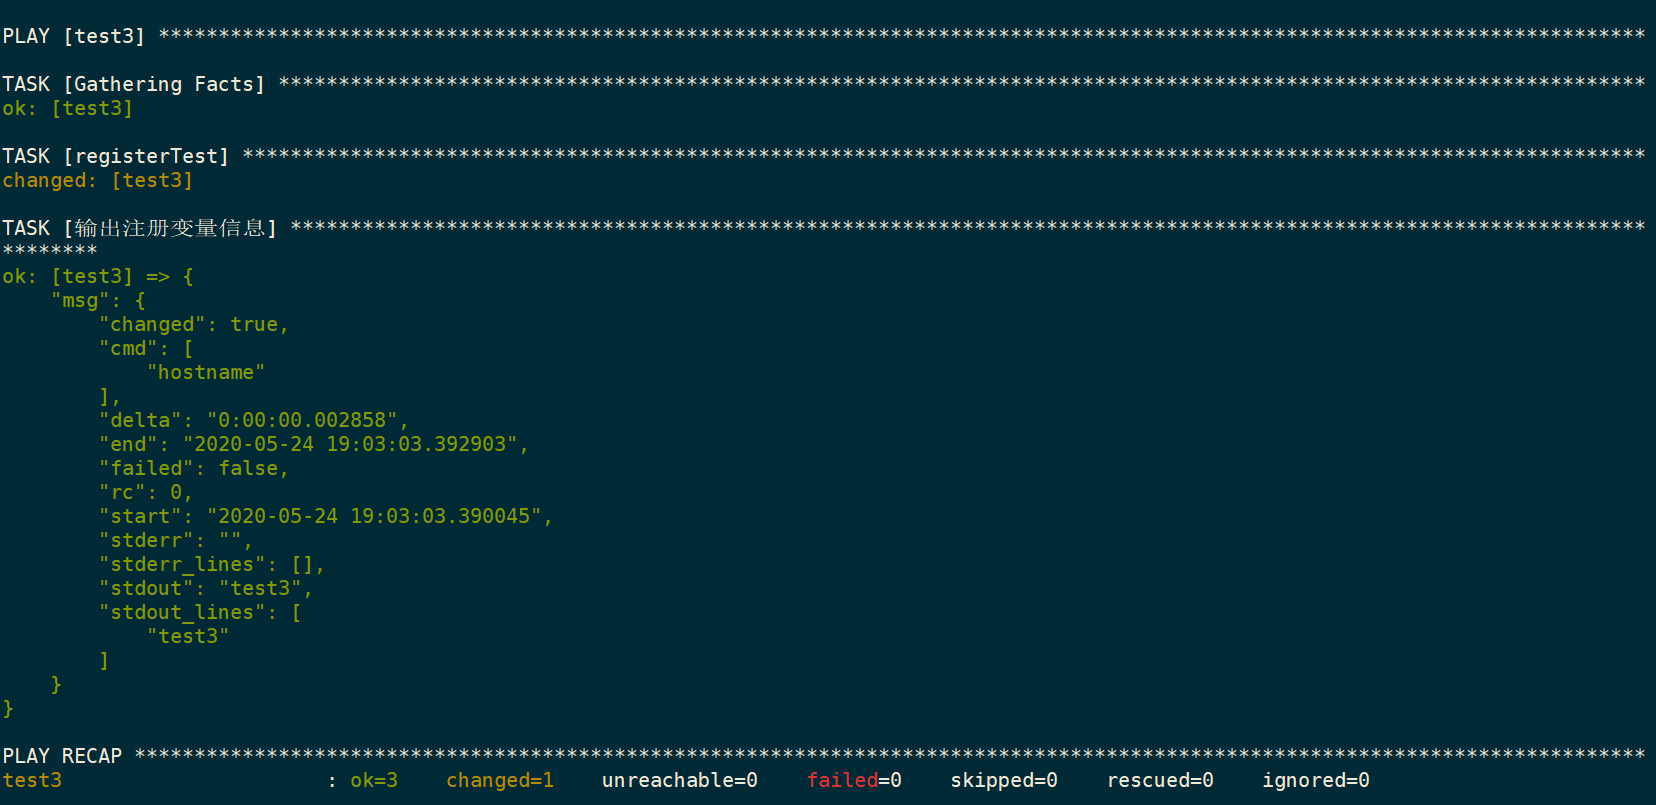 PLAY [test3] ****************************************************************************************************************************
TASK [Gathering Facts] ******************************************************************************************************************
ok: [test3]
TASK [registerTest] *********************************************************************************************************************
changed: [test3]
TASK [输出注册变量信息] *****************************************************************************************************************
********
ok: [test3] => {
    "msg": {
        "changed": true,
        "cmd": [
            "hostname"
        ],
        "delta": "0:00:00.002858",
        "end": "2020-05-24 19:03:03.392903",
        "failed": false,
        "rc": 0,
        "start": "2020-05-24 19:03:03.390045",
        "stderr": "",
        "stderr_lines": [],
        "stdout": "test3",
        "stdout_lines": [
            "test3"
        ]
    }
}
PLAY RECAP ******************************************************************************************************************************
test3                      : ok=3    changed=1    unreachable=0    failed=0    skipped=0    rescued=0    ignored=0